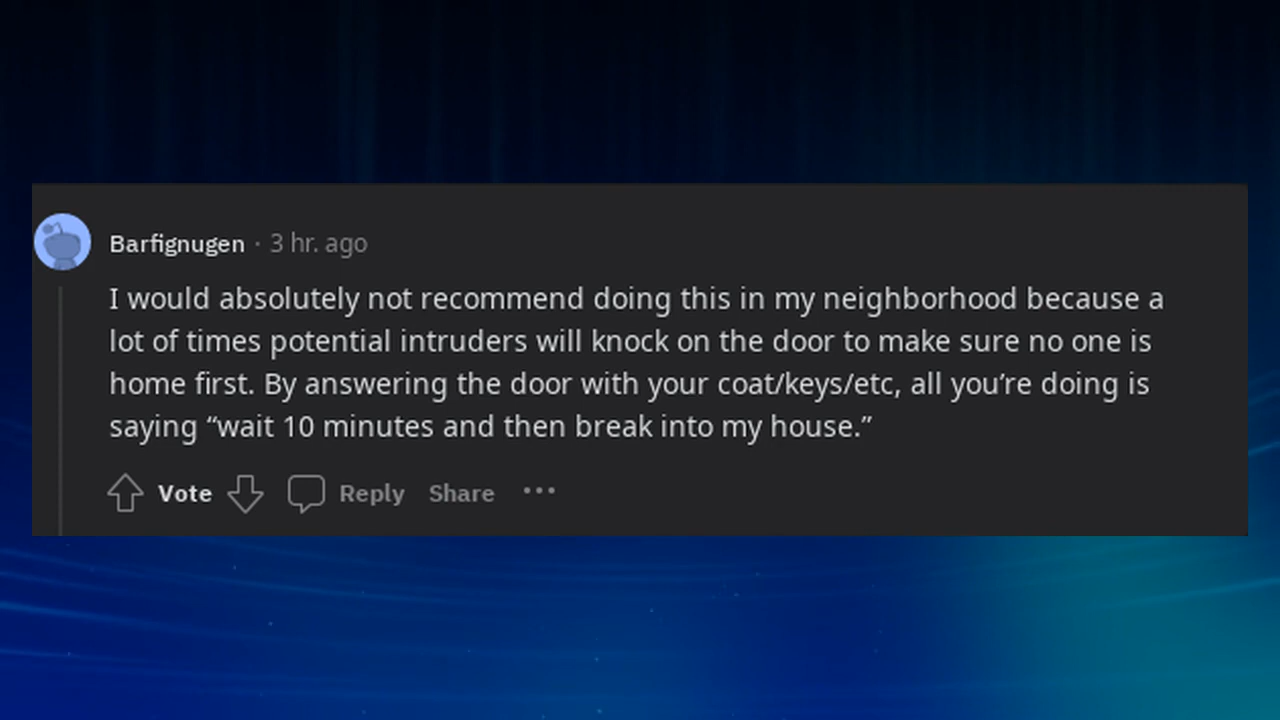 Barfignugen · 3 hr. ago
I would absolutely not recommend doing this in my neighborhood because a
lot of times potential intruders will knock on the door to make sure no one is
home first. By answering the door with your coat/keys/etc, all you’re doing is
saying “wait 10 minutes and then break into my house.”
Vote Reply Share ···